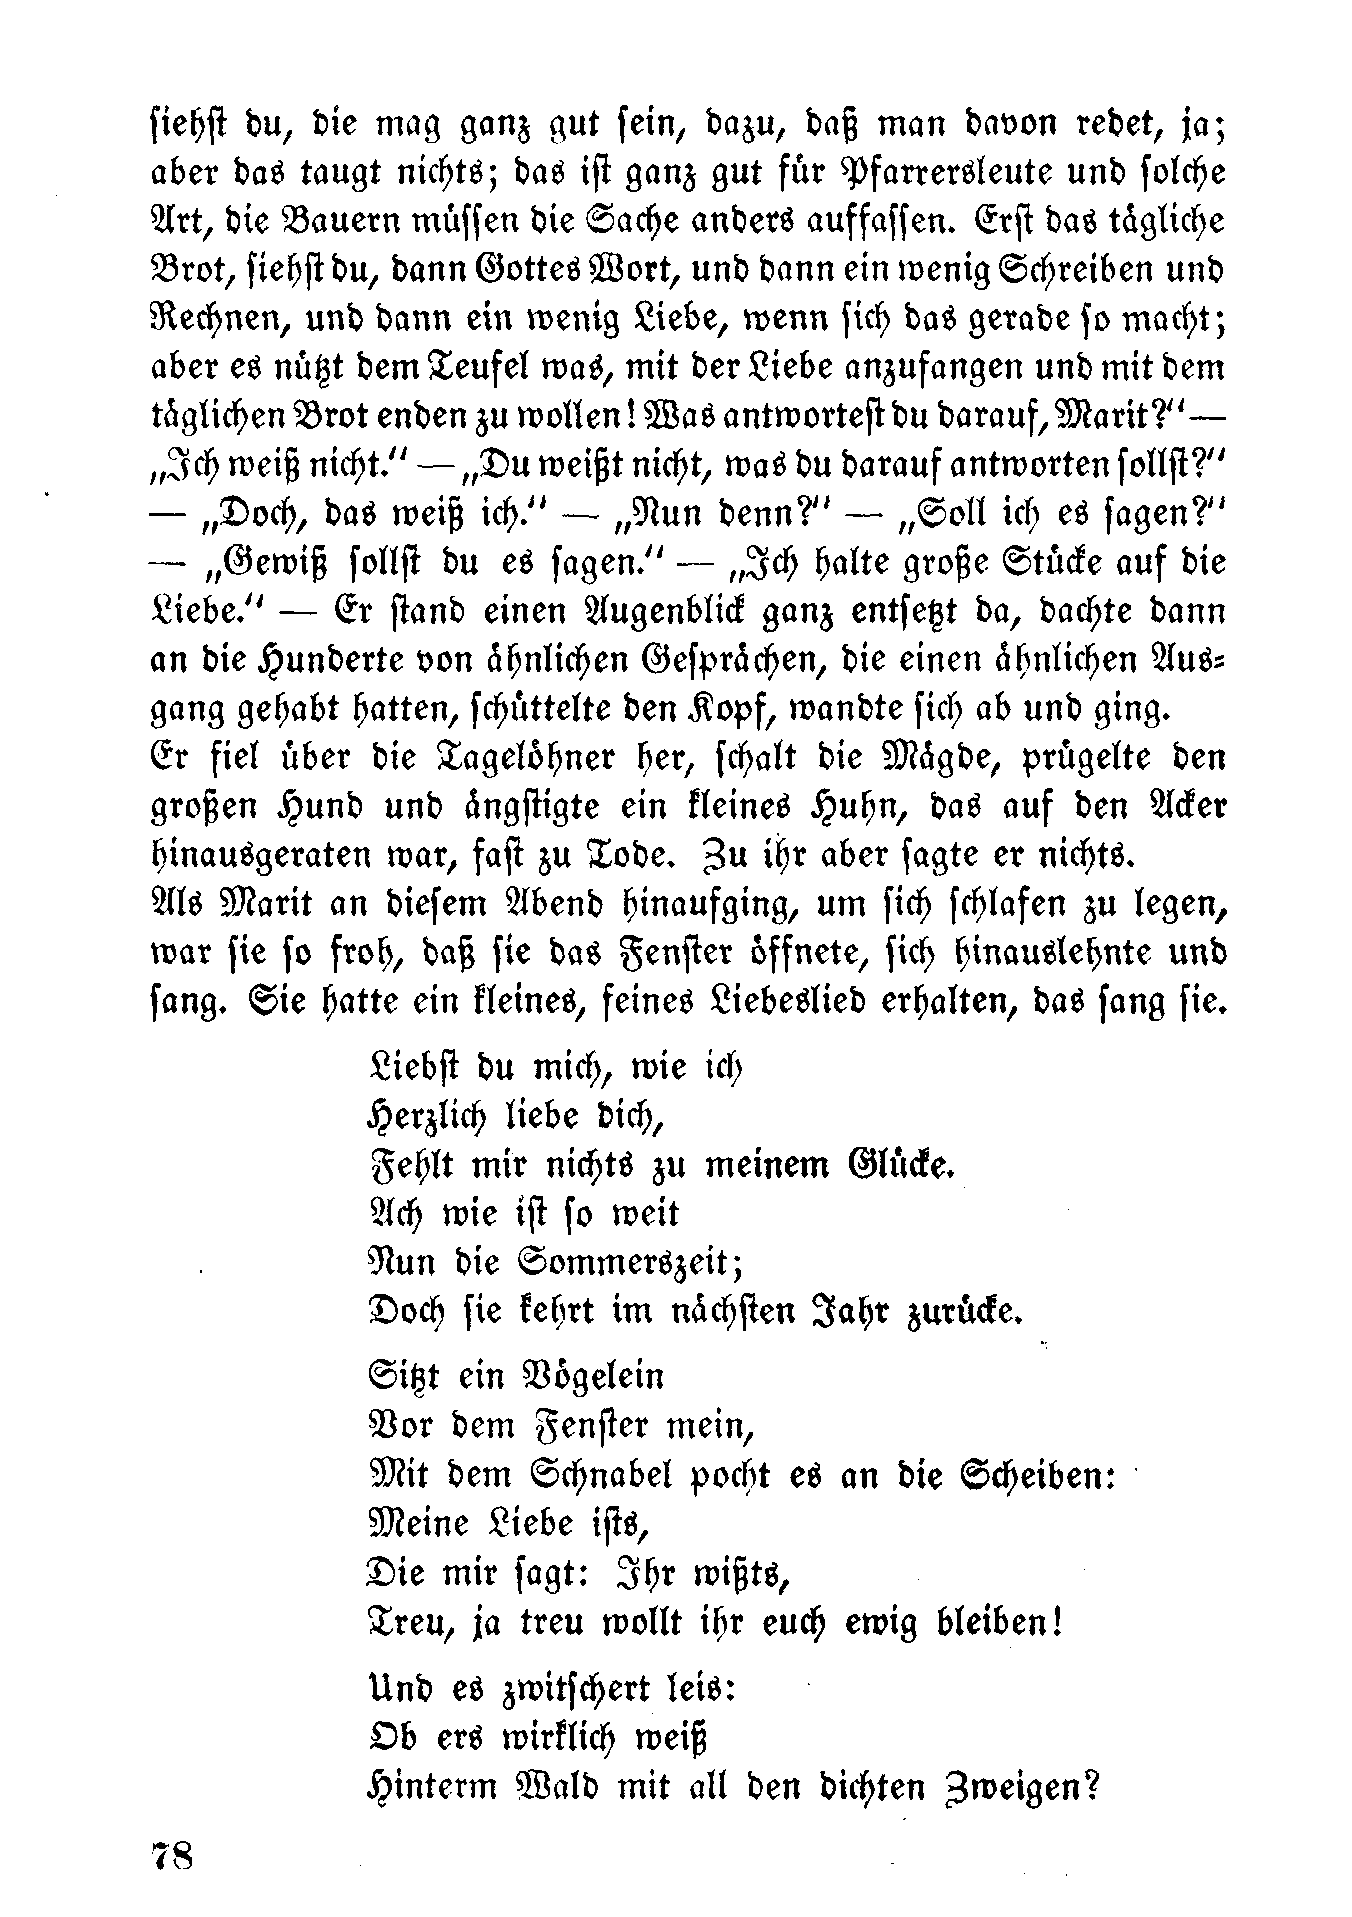 siehst du, die mag ganz gut sein, dazu, daß man davon redet, ja;
aber das taugt nichts; das ist ganz gut für Pfarrersleute und solche
Art, die Bauern müssen die Sache anders auffassen. Erst das tägliche
Brot, siehst du, dann Gottes Wort, und dann ein wenig Schreiben und
Rechnen, und dann ein wenig Liebe, wenn sich das gerade so macht;
aber es nützt dem Teufel was, mit der Liebe anzufangen und mit dem
täglichen Brot enden zu wollen! Was antwortest du darauf, Marit?“ —
„Ich weiß nicht.“ — „Du weißt nicht, was du darauf antworten sollst?“
— „Doch, das weiß ich.“ — „Nun denn?“ — „Soll ich es sagen?“
— „Gewiß sollst du es sagen.“ — „Ich halte große Stücke auf die
Liebe.“ — Er stand einen Augenblick ganz entsetzt da, dachte dann
an die Hunderte von ähnlichen Gesprächen, die einen ähnlichen Aus-
gang gehabt hatten, schüttelte den Kopf, wandte sich ab und ging.
Er fiel über die Tagelöhner her, schalt die Mägde, prügelte den
großen Hund und ängstigte ein kleines Huhn, das auf den Acker
hinausgeraten war, fast zu Tode. Zu ihr aber sagte er nichts.
Als Marit an diesem Abend hinaufging, um sich schlafen zu legen,
war sie so froh, daß sie das Fenster öffnete, sich hinauslehnte und
sang. Sie hatte ein kleines, feines Liebeslied erhalten, das sang sie.
Liebst du mich, wie ich
Herzlich liebe dich,
Fehlt mir nichts zu meinem Glücke.
Ach wie ist so weit
Nun die Sommerszeit;
Doch sie kehrt im nächsten Jahr zurücke.
Sitzt ein Vögelein
Vor dem Fenster mein,
Mit dem Schnabel pocht es an die Scheiben:
Meine Liebe ists,
Die mir sagt: Ihr wißts,
Treu, ja treu wollt ihr euch ewig bleiben!
Und es zwitschert leis:
Ob ers wirklich weiß
Hinterm Wald mit all den dichten Zweigen?
78